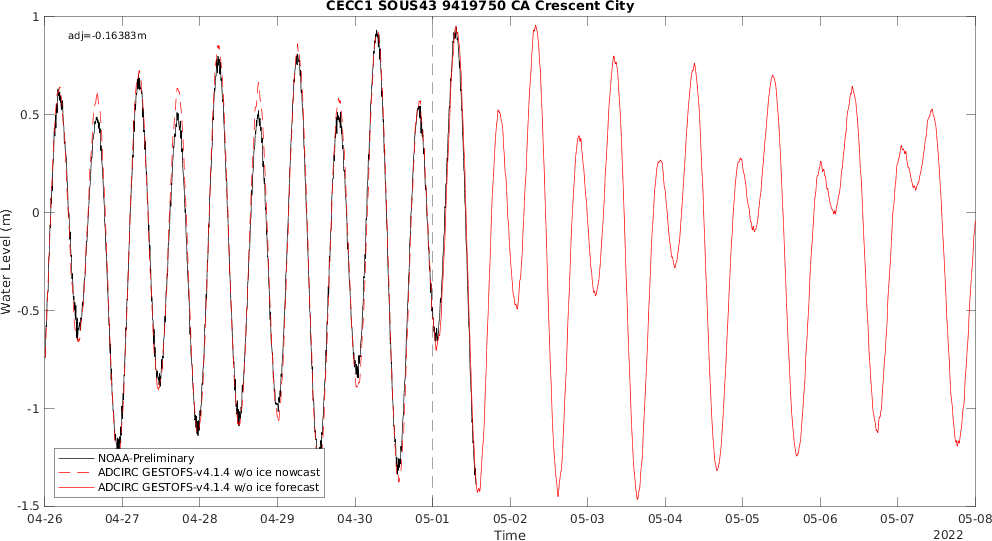 CECC1 SOUS43 9419750 CA Crescent City
adj=-0.16383m
1
0.5
0
-0.5
-1
-1.5
Water Level (m)
NOAA-Preliminary
ADCIRC GESTOFS-v4.1.4 w/o ice nowcast
ADCIRC GESTOFS-v4.1.4 w/o ice forecast
04-26 04-27 04-28 04-29 04-30 05-01 05-02 05-03 05-04 05-05 05-06 05-07 05-08
Time
2022